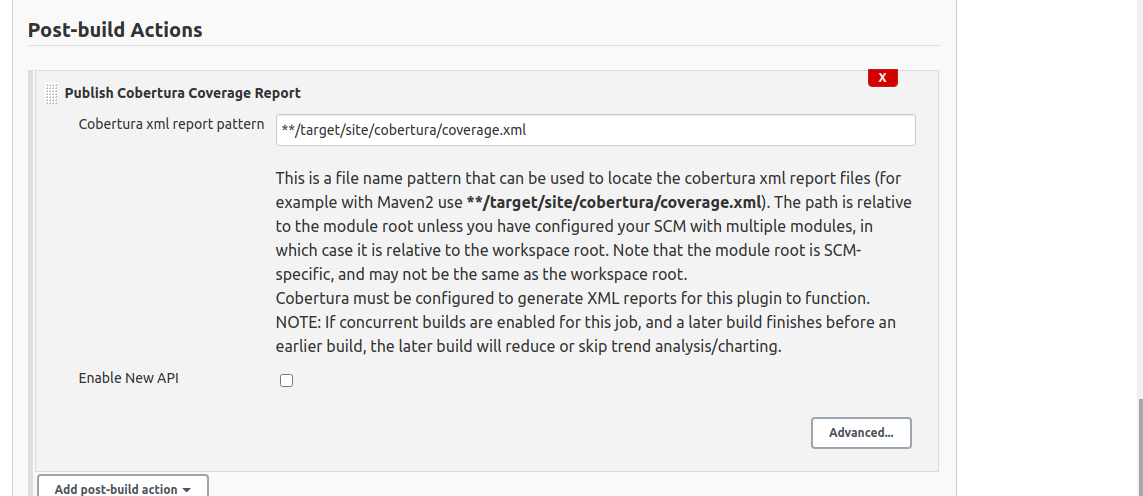 Post-build Actions
X
Publish Cobertura Coverage Report
Cobertura xml report pattern
**/target/site/cobertura/coverage.xml
This is a file name pattern that can be used to locate the cobertura xml report files (for
example with Maven2 use **/target/site/cobertura/coverage.xml). The path is relative
to the module root unless you have configured your SCM with multiple modules, in
which case it is relative to the workspace root. Note that the module root is SCM-
specific, and may not be the same as the workspace root.
Cobertura must be configured to generate XML reports for this plugin to function.
NOTE: If concurrent builds are enabled for this job, and a later build finishes before an
earlier build, the later build will reduce or skip trend analysis/charting.
Enable New API
Advanced...
Add post-build action